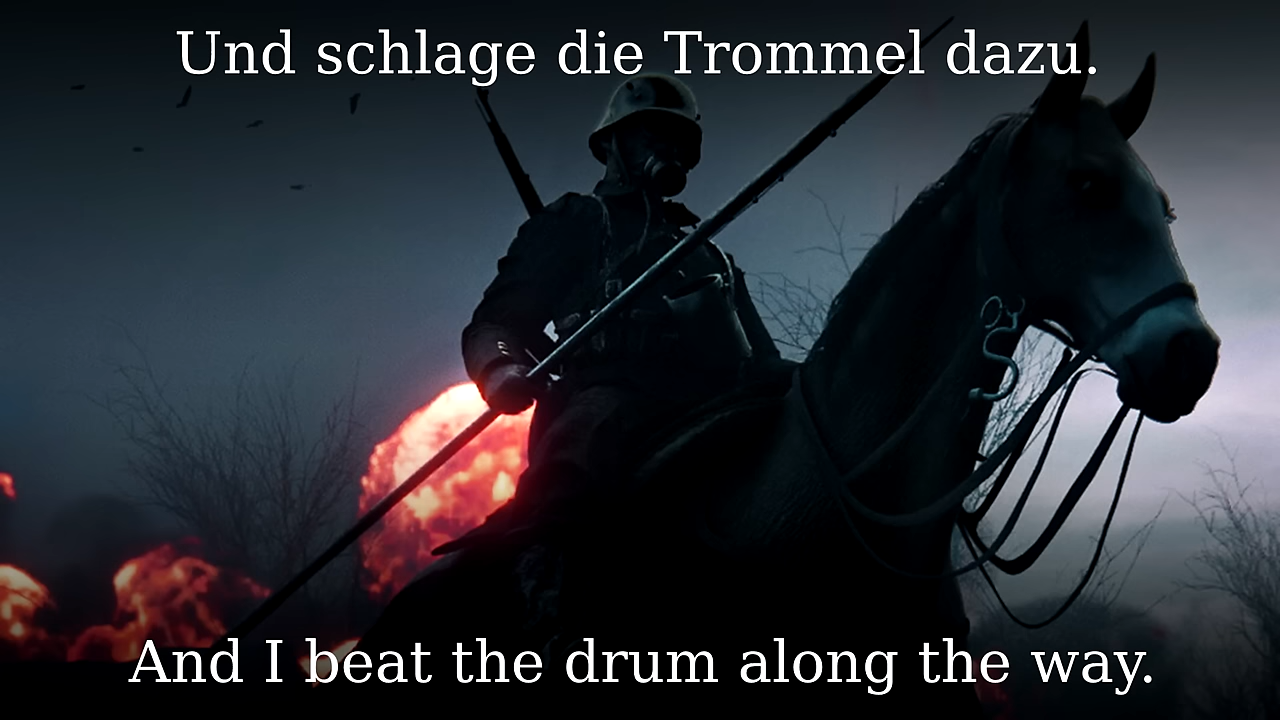 Und schlage die Trommel dazu.
And I beat the drum along the way.